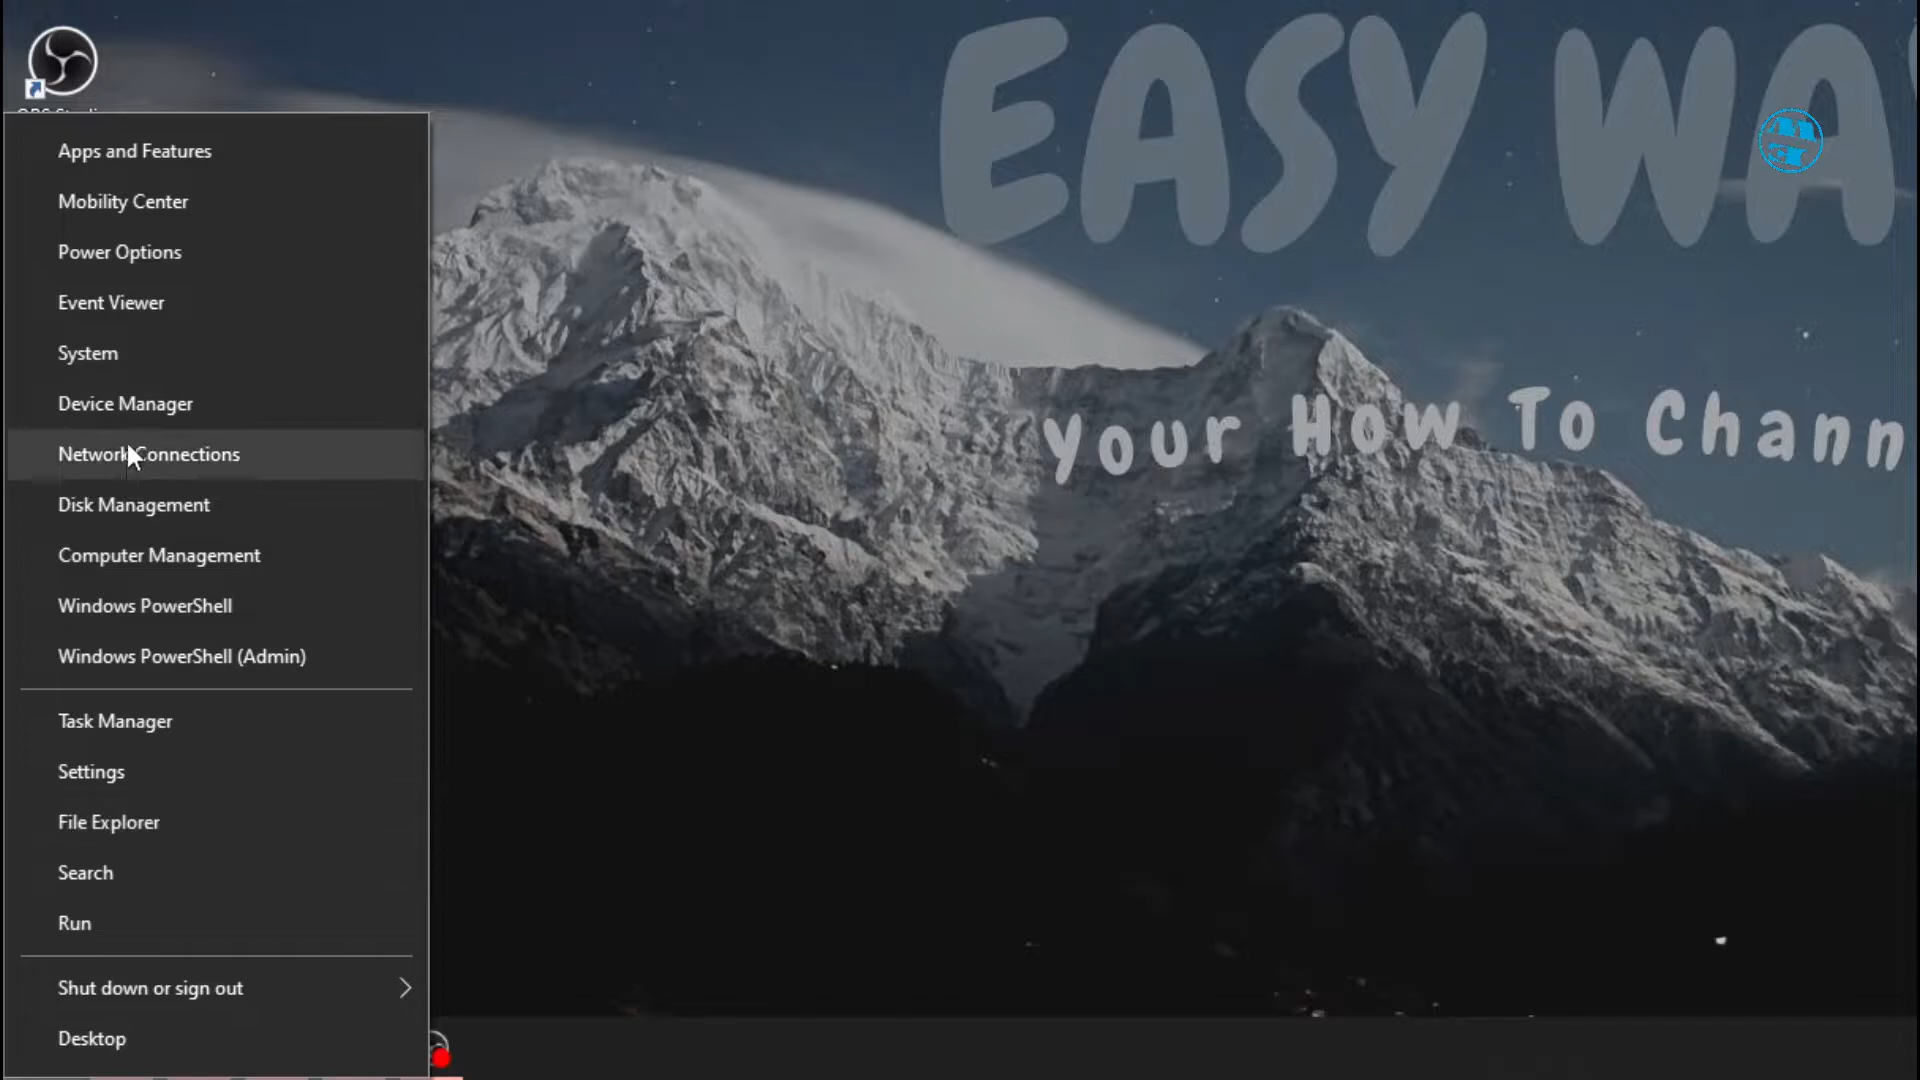 EASY WA
Your How To Chann
Apps and Features
Mobility Center
Power Options
Event Viewer
System
Device Manager
Network Connections
Disk Management
Computer Management
Windows PowerShell
Windows PowerShell (Admin)
Task Manager
Settings
File Explorer
Search
Run
Shut down or sign out
Desktop